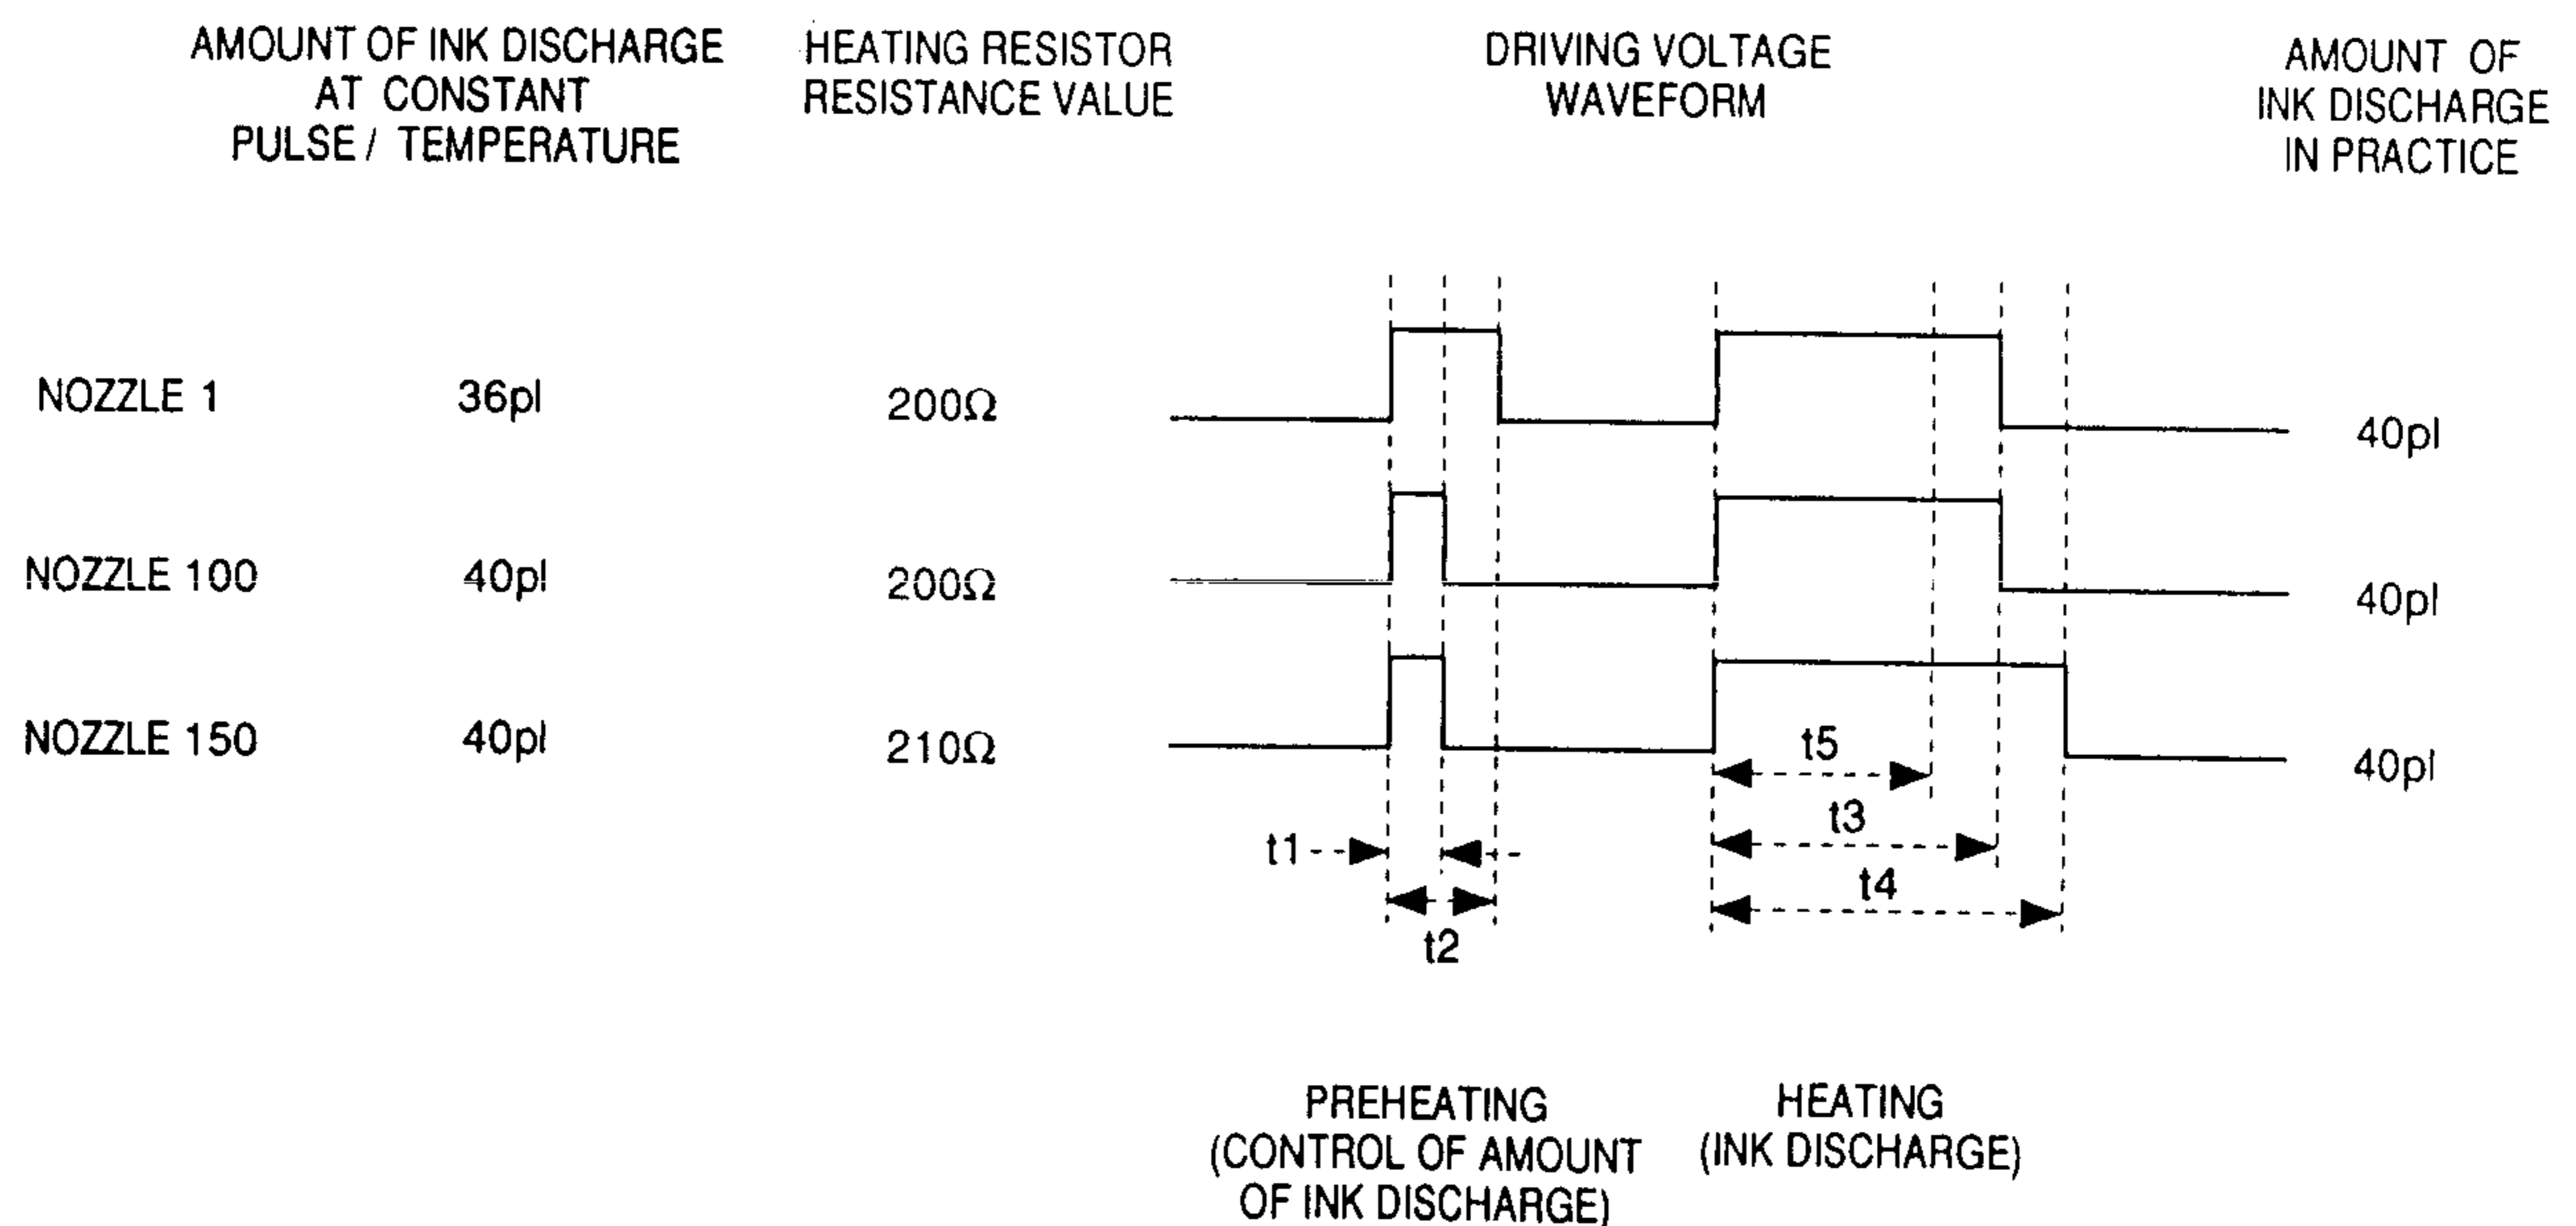 AMOUNT OF INK DISCHARGE
AT CONSTANT
PULSE / TEMPERATURE
HEATING RESISTOR
RESISTANCE VALUE
DRIVING VOLTAGE
WAVEFORM
AMOUNT OF
INK DISCHARGE
IN PRACTICE
NOZZLE 1 36pl 200Ω 40pl
NOZZLE 100 40pl 200Ω 40pl
NOZZLE 150 40pl 210Ω 40pl
t5
t3
t1
t4
t2
PREHEATING
(CONTROL OF AMOUNT
OF INK DISCHARGE)
HEATING
(INK DISCHARGE)